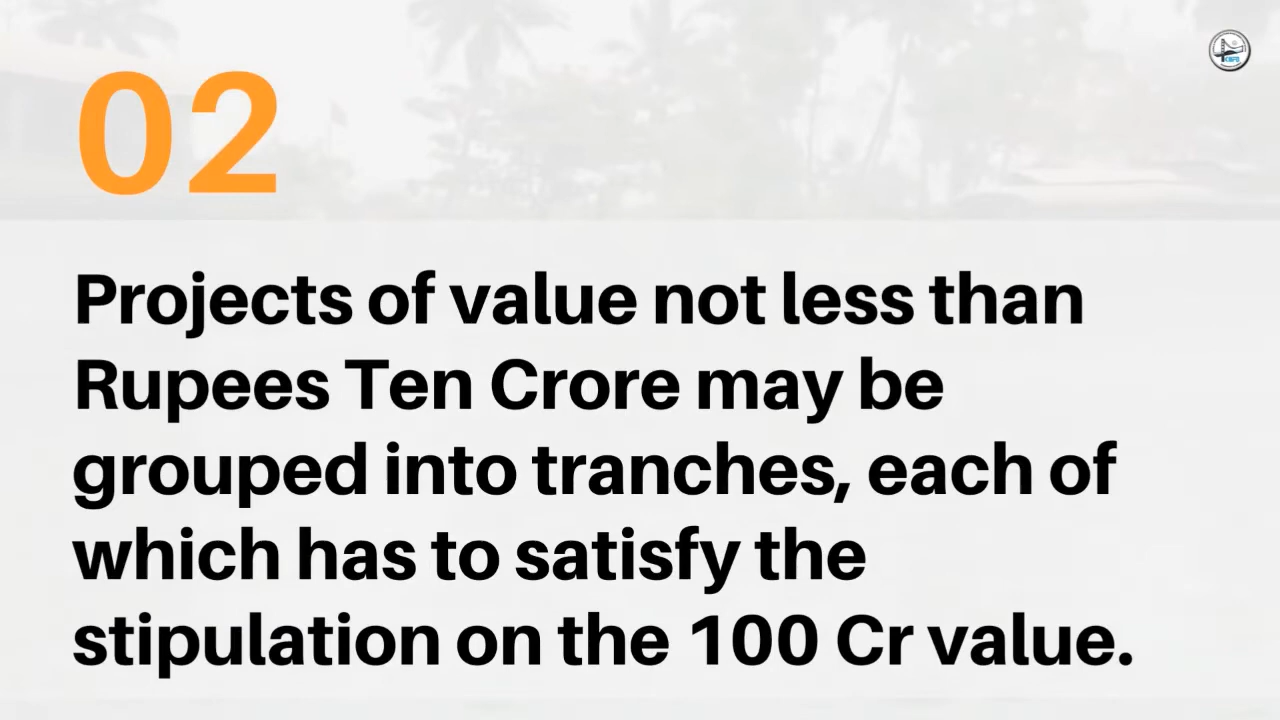 02
Projects of value not less than
Rupees Ten Crore may be
grouped into tranches, each of
which has to satisfy the
stipulation on the 100 Cr value.